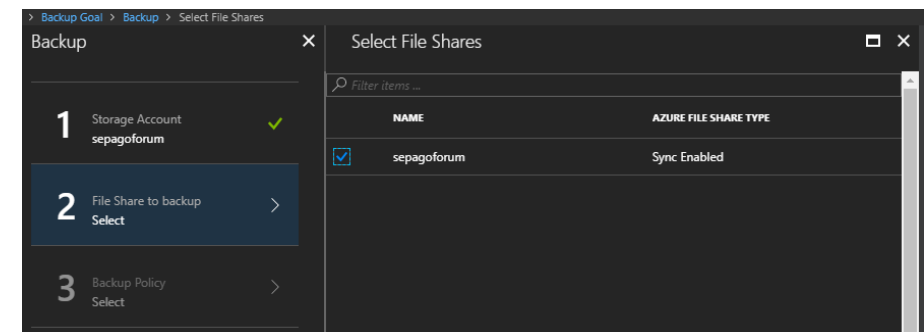 > Backup Goal > Backup > Select File Shares
Backup
1
Storage Account
sepagoforum
2
File Share to backup
Select
3
Backup Policy
Select
Select File Shares
Filter items ...
NAME AZURE FILE SHARE TYPE
sepagoforum Sync Enabled